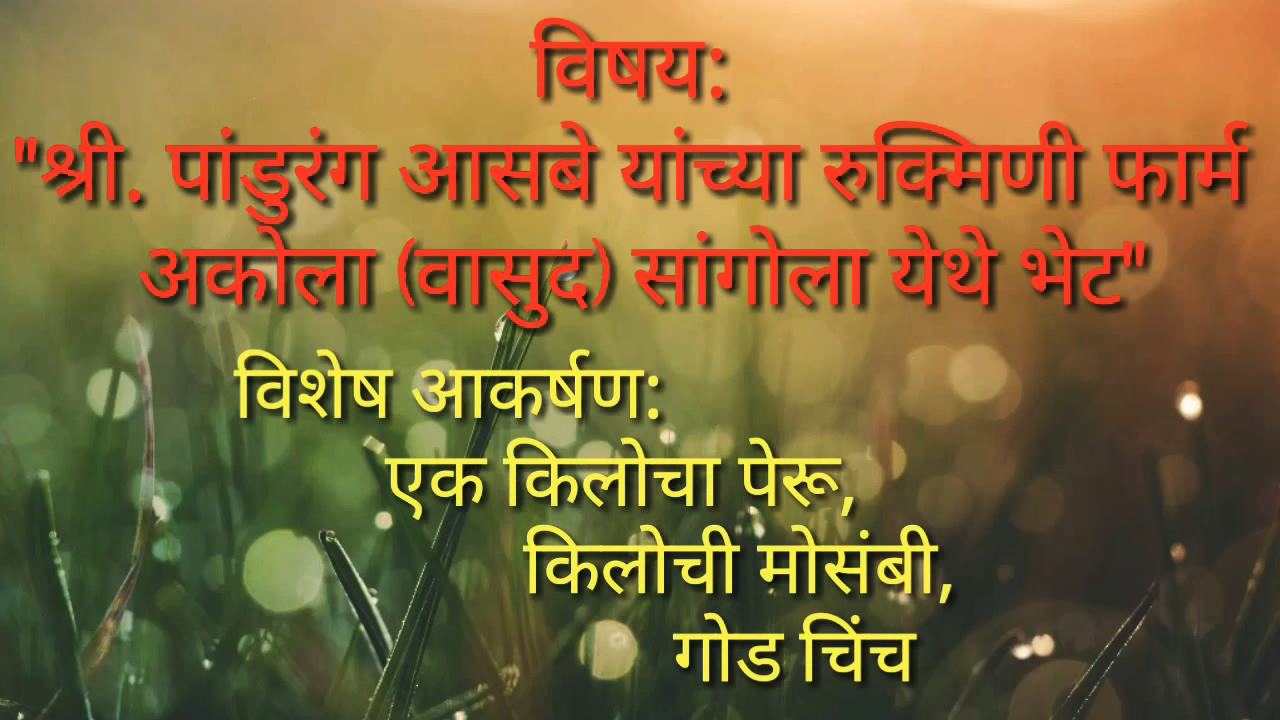 विषय:
"श्री. पांडुरंग आसबे यांच्या रुक्मिणी फार्म
अकोला (वासुद) सांगोला येथे भेट"
विशेष आकर्षण:
एक किलोचा पेरू,
किलोची मोसंबी,
गोड चिंच